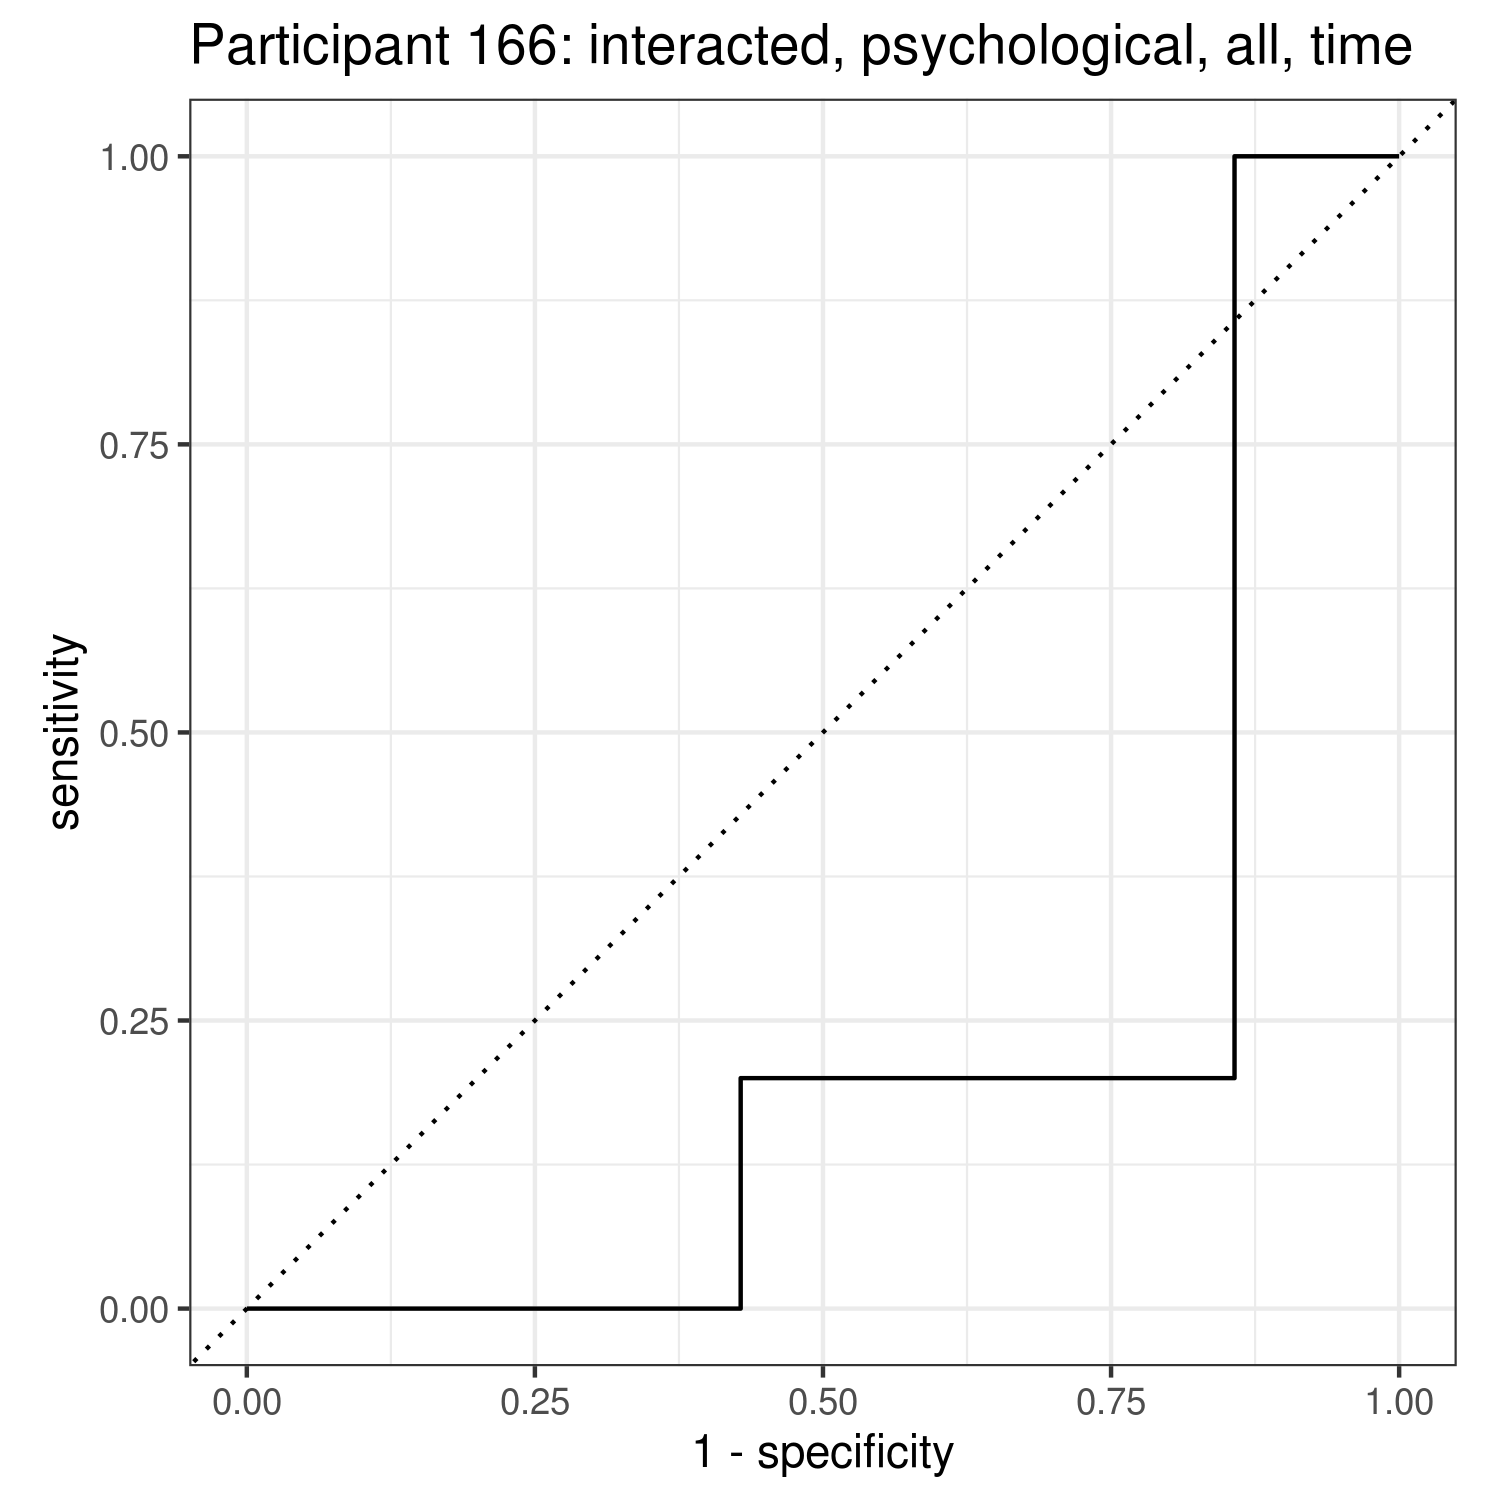 Participant 166: interacted, psychological, all, time
1.00
0.75
0.50
0.25
0.00
sensitivity
0.00 0.25 0.50 0.75 1.00
1 - specificity